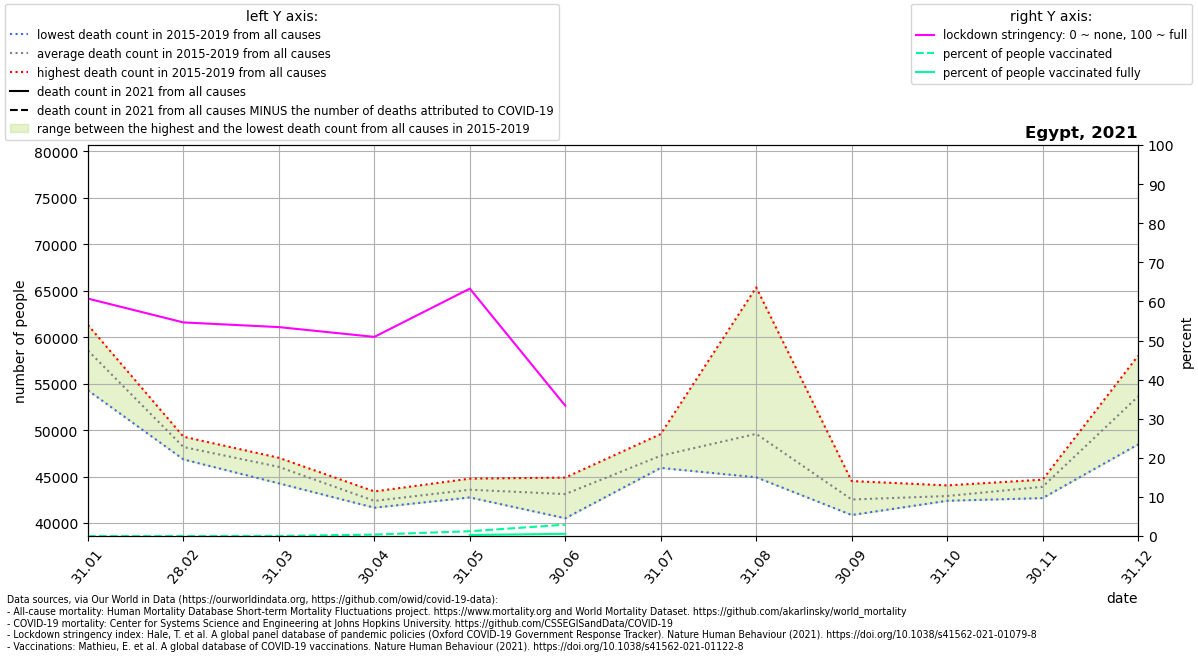 left Y axis:
lowest death count in 2015-2019 from all causes
average death count in 2015-2019 from all causes
highest death count in 2015-2019 from all causes
death count in 2021 from all causes
death count in 2021 from all causes MINUS the number of deaths attributed to COVID-19
range between the highest and the lowest death count from all causes in 2015-2019
right Y axis:
lockdown stringency: 0 ~ none, 100 ~ full
percent of people vaccinated
percent of people vaccinated fully
Egypt, 2021
80000
75000
70000
65000
60000
55000
50000
45000
40000
number of people
100
90
80
70
60
50
40
30
20
10
0
percent
31.01
28.02
31.03
30.04
31.05
30.06
31.07
31.08
30.09
31.10
30.11
31.12
date
Data sources, via Our World in Data (https://ourworldindata.org, https://github.com/owid/covid-19-data):
- All-cause mortality: Human Mortality Database Short-term Mortality Fluctuations project. https://www.mortality.org and World Mortality Dataset. https://github.com/akarlinsky/world_mortality
- COVID-19 mortality: Center for Systems Science and Engineering at Johns Hopkins University. https://github.com/CSSEGISandData/COVID-19
- Lockdown stringency index: Hale, T. et al. A global panel database of pandemic policies (Oxford COVID-19 Government Response Tracker). Nature Human Behaviour (2021). https://doi.org/10.1038/s41562-021-01079-8
- Vaccinations: Mathieu, E. et al. A global database of COVID-19 vaccinations. Nature Human Behaviour (2021). https://doi.org/10.1038/s41562-021-01122-8